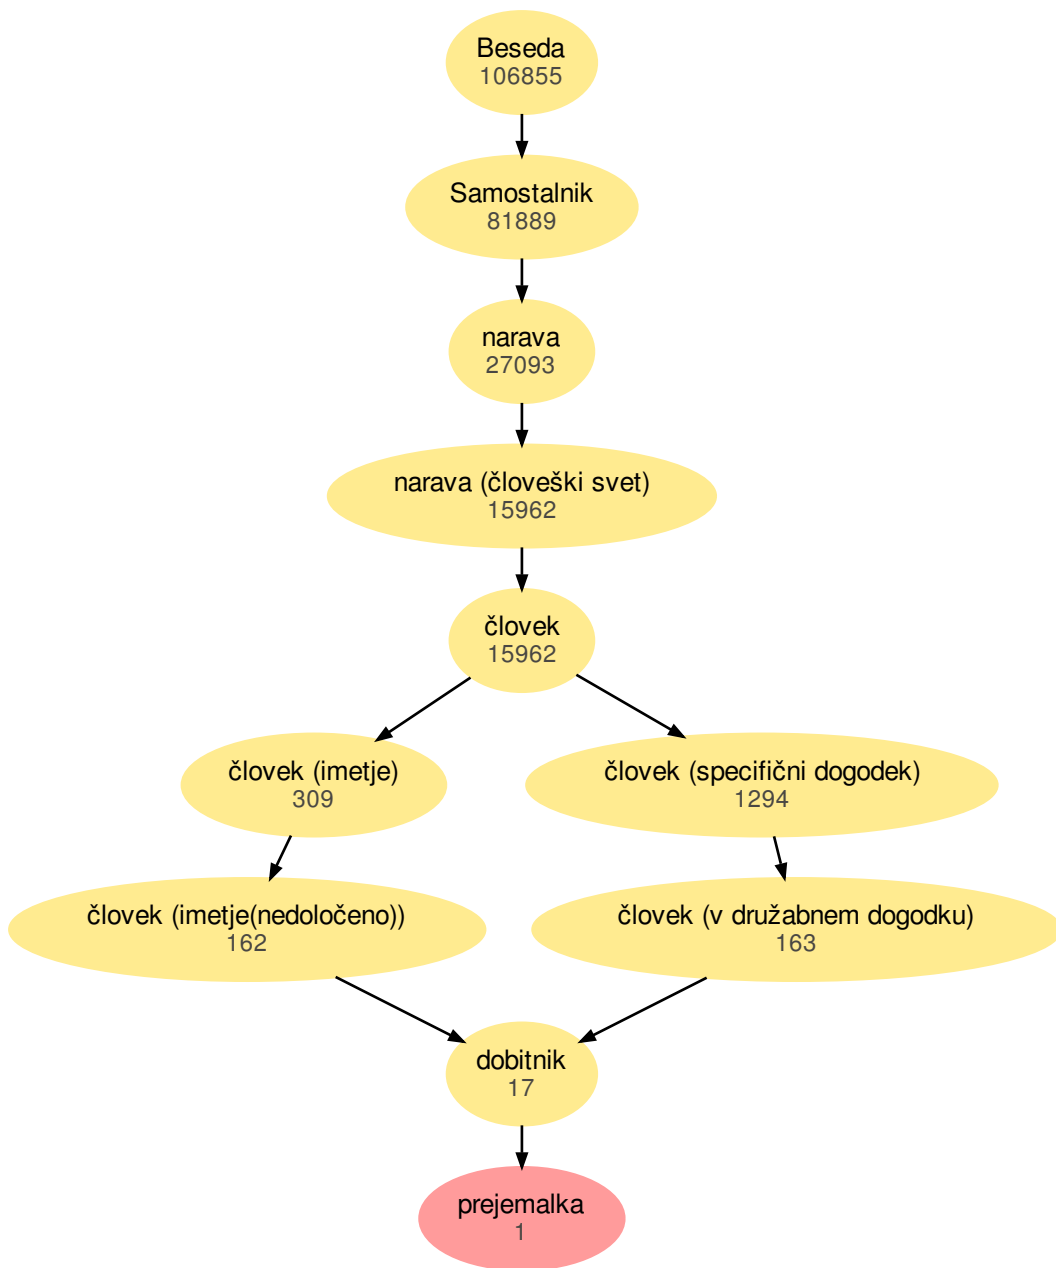 Beseda
106855
Samostalnik
81889
narava
27093
narava (človeški svet)
15962
človek
15962
človek (imetje)
309
človek (specifični dogodek)
1294
človek (imetje(nedoločeno))
162
človek (v družabnem dogodku)
163
dobitnik
17
prejemalka
1